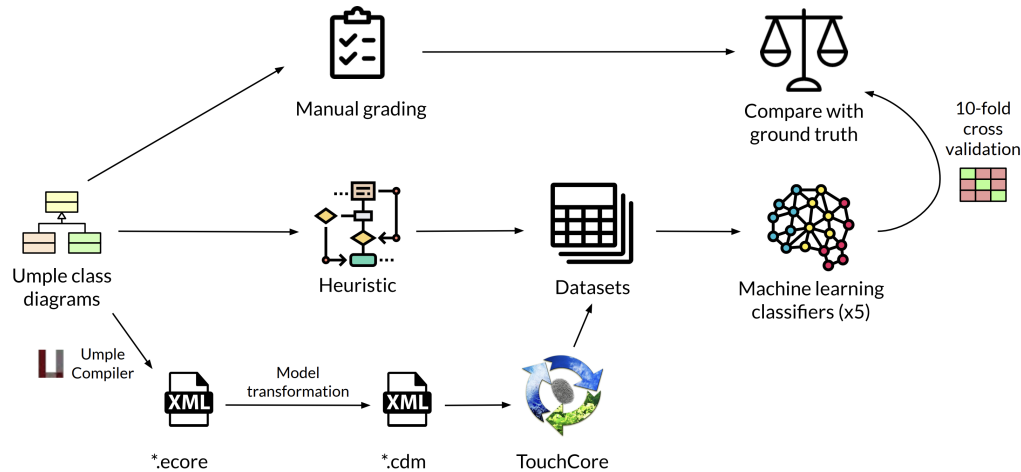 Manual grading
Compare with
ground truth
10-fold
cross
validation
Umple class
diagrams
Heuristic
Datasets
Machine learning
classifiers (x5)
Umple
Compiler
XML
Model
transformation
XML
*.ecore
*.cdm
TouchCore